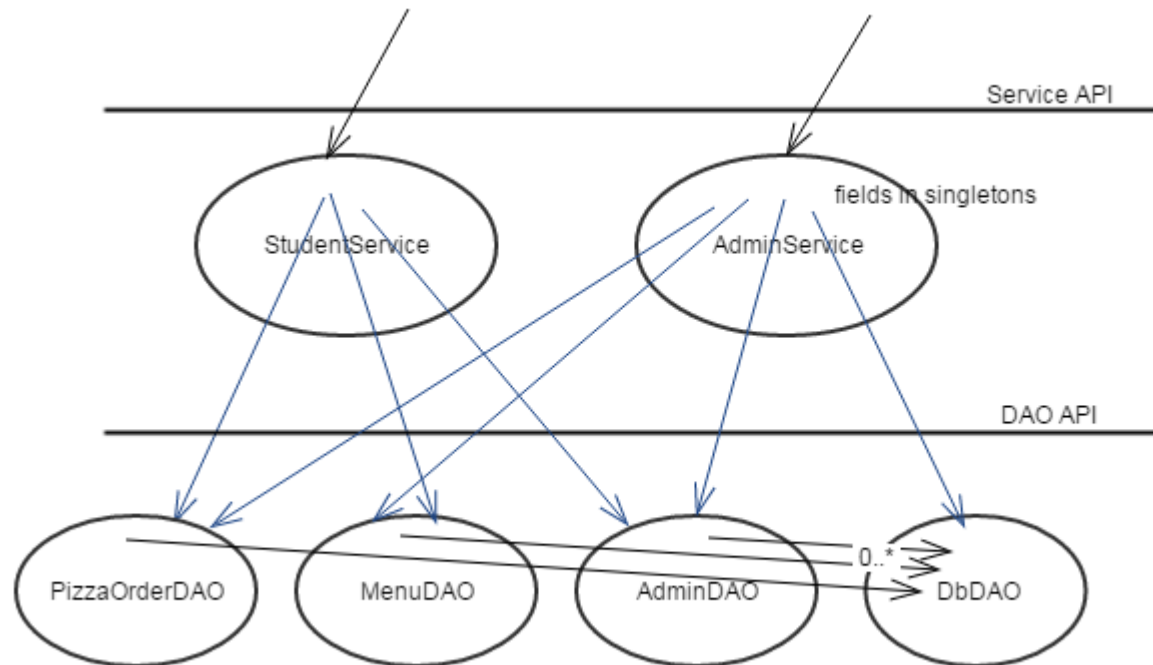 Service API
fields in singletons
StudentService
AdminService
DAO API
0..*
PizzaOrderDAO
MenuDAO
AdminDAO
DbDAO